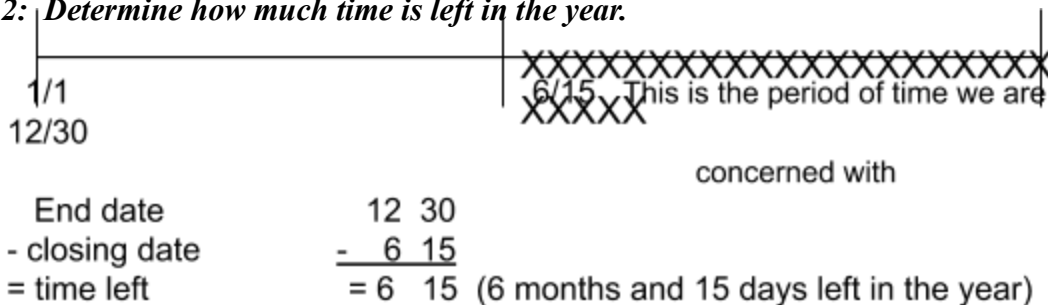 2: Determine how much time is left in the year.
XXXXXXXXXXXXXXXXXXXXX
1/1 6/15 This is the period of time we are
XXXXX
12/30
concerned with
End date 12 30
- closing date - 6 15
= time left = 6 15 (6 months and 15 days left in the year)